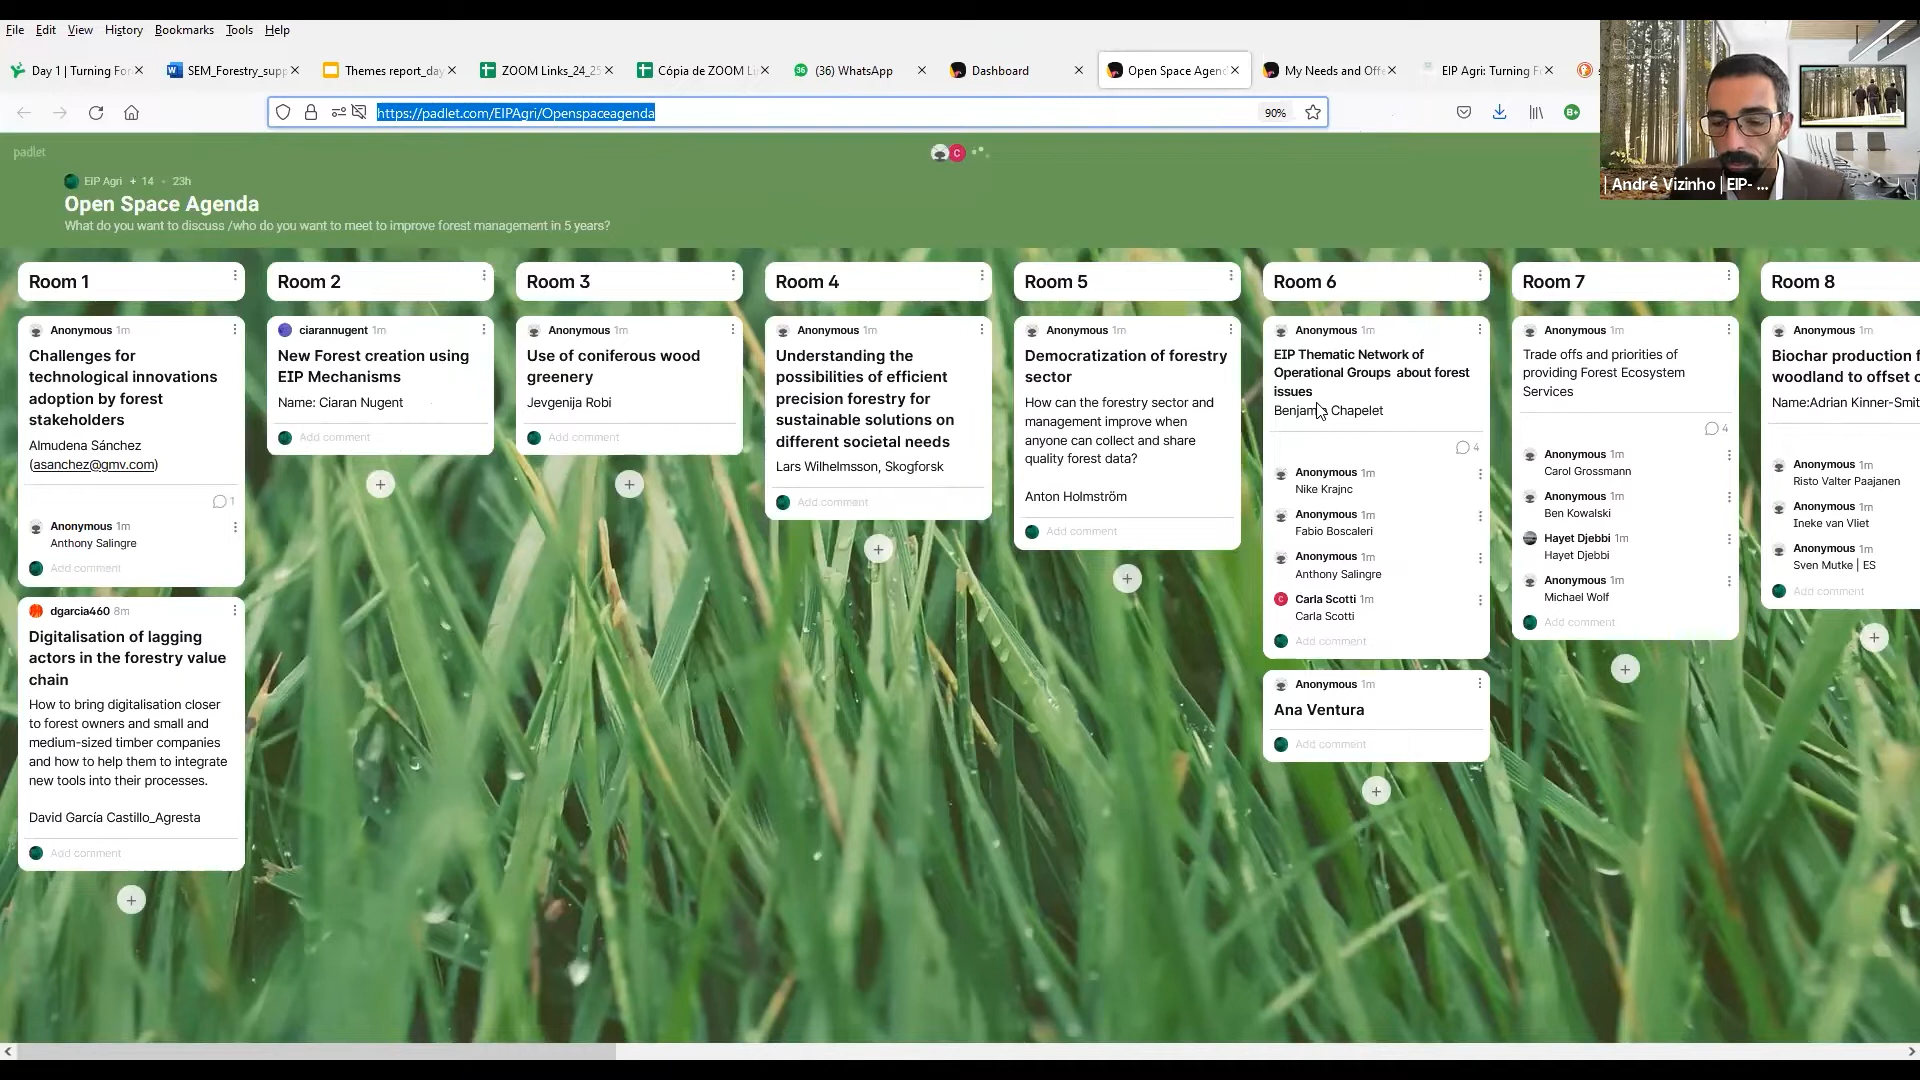 File Edit View History Bookmarks Tools Help
Day 1 | Turning For
SEM_Forestry_supp
Themes report_day
ZOOM Links_24_25
Cópia de ZOOM Li
36
(36) WhatsApp
Dashboard
Open Space Agend
My Needs and Offe
EIP Agri: Turning F
https://padlet.com/EIPAgri/Openspaceagenda
90%
B+
André Vizinho | EIP- ...
padlet
C
EIP Agri + 14 • 23h
Open Space Agenda
What do you want to discuss /who do you want to meet to improve forest management in 5 years?
Room 1
Anonymous 1m
Challenges for
technological innovations
adoption by forest
stakeholders
Almudena Sánchez
(asanchez@gmv.com)
1
Anonymous 1m
Anthony Salingre
Add comment
dgarcia460 8m
Digitalisation of lagging
actors in the forestry value
chain
How to bring digitalisation closer
to forest owners and small and
medium-sized timber companies
and how to help them to integrate
new tools into their processes.
David García Castillo_Agresta
Add comment
Room 2
ciarannugent 1m
New Forest creation using
EIP Mechanisms
Name: Ciaran Nugent
Add comment
Room 3
Anonymous 1m
Use of coniferous wood
greenery
Jevgenija Robi
Add comment
Room 4
Anonymous 1m
Understanding the
possibilities of efficient
precision forestry for
sustainable solutions on
different societal needs
Lars Wilhelmsson, Skogforsk
Add comment
Room 5
Anonymous 1m
Democratization of forestry
sector
How can the forestry sector and
management improve when
anyone can collect and share
quality forest data?
Anton Holmström
Add comment
Room 6
Anonymous 1m
EIP Thematic Network of
Operational Groups about forest
issues
Chapelet
4
Anonymous 1m
Nike Krajnc
Anonymous 1m
Fabio Boscaleri
Anonymous 1m
Anthony Salingre
C
Carla Scotti 1m
Carla Scotti
Add comment
Anonymous 1m
Ana Ventura
Add comment
Room 7
Anonymous 1m
Trade offs and priorities of
providing Forest Ecosystem
Services
4
Anonymous 1m
Carol Grossmann
Anonymous 1m
Ben Kowalski
Hayet Djebbi 1m
Hayet Djebbi
Anonymous 1m
Michael Wolf
Add comment
Room 8
Anonymous 1m
Biochar production f
woodland to offset c
Name:Adrian Kinner-Smit
Anonymous 1m
Risto Valter Paajanen
Anonymous 1m
Ineke van Vliet
Anonymous 1m
Sven Mutke | ES
Add comment